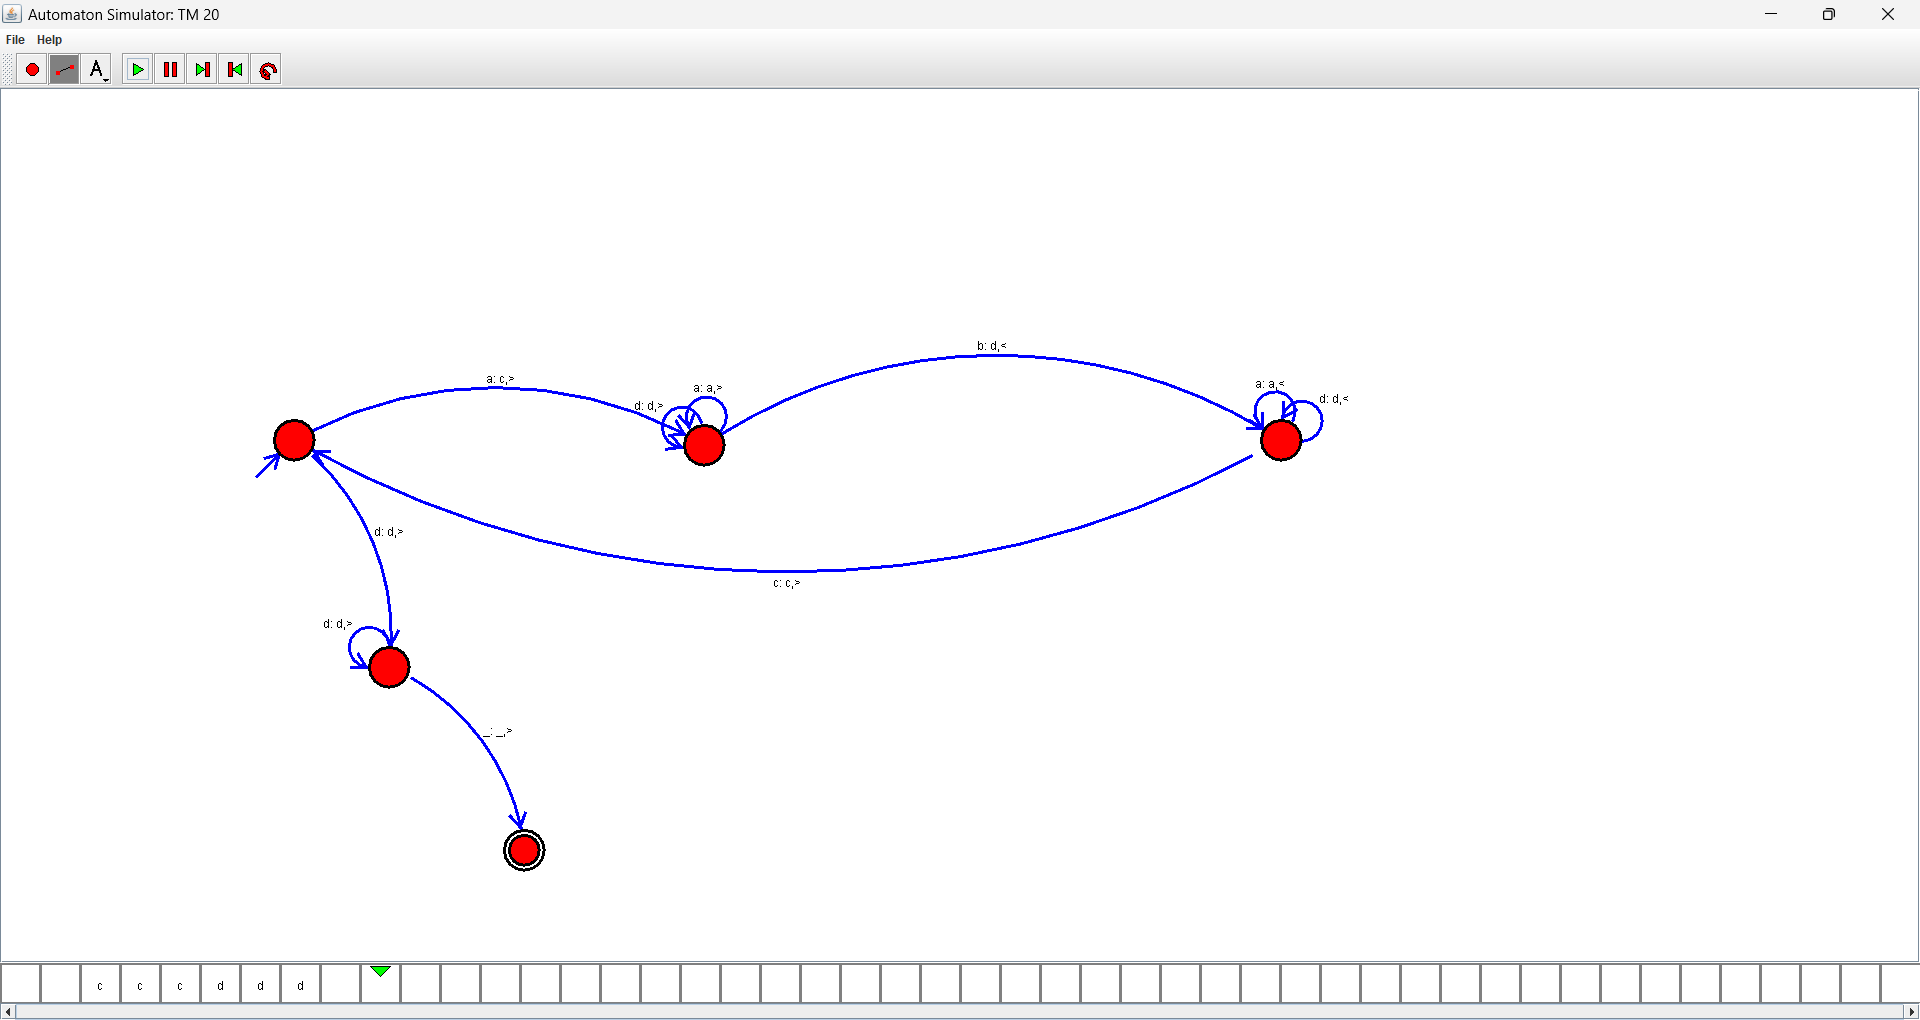 Automaton Simulator: TM 20
File Help
A
b: d,<
a: c,>
a: a,>
a: a,<
d: d,>
d: d,<
d: d,>
c: c,>
d: d,>
_: _,>
c c c d d d